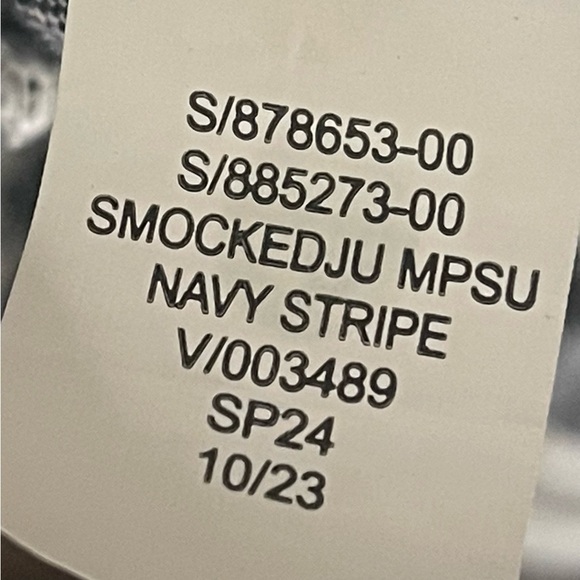 S/878653-00
S/885273-00
SMOCKEDJU MPSU
NAVY STRIPE
V/003489
SP24
10/23